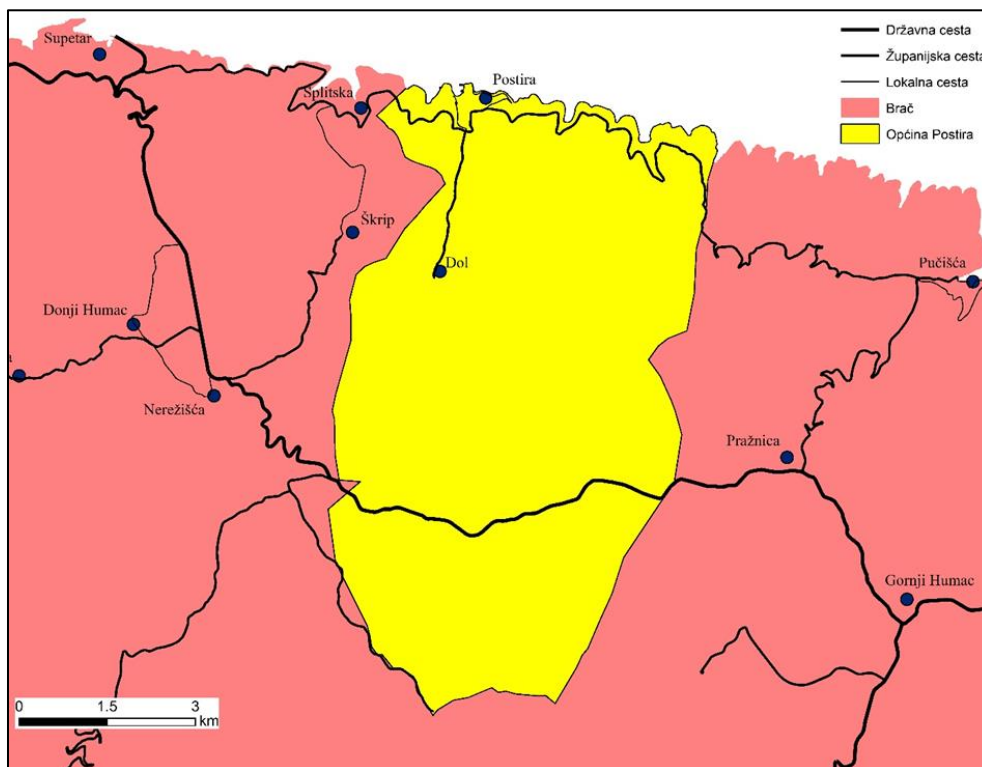 Supetar
Splitska
Postira
Škrip
Dol
Donji Humac
Nerežišća
Pučišća
Pražnica
Gornji Humac
Državna cesta
Županijska cesta
Lokalna cesta
Brač
Općina Postira
0 1.5 3
km